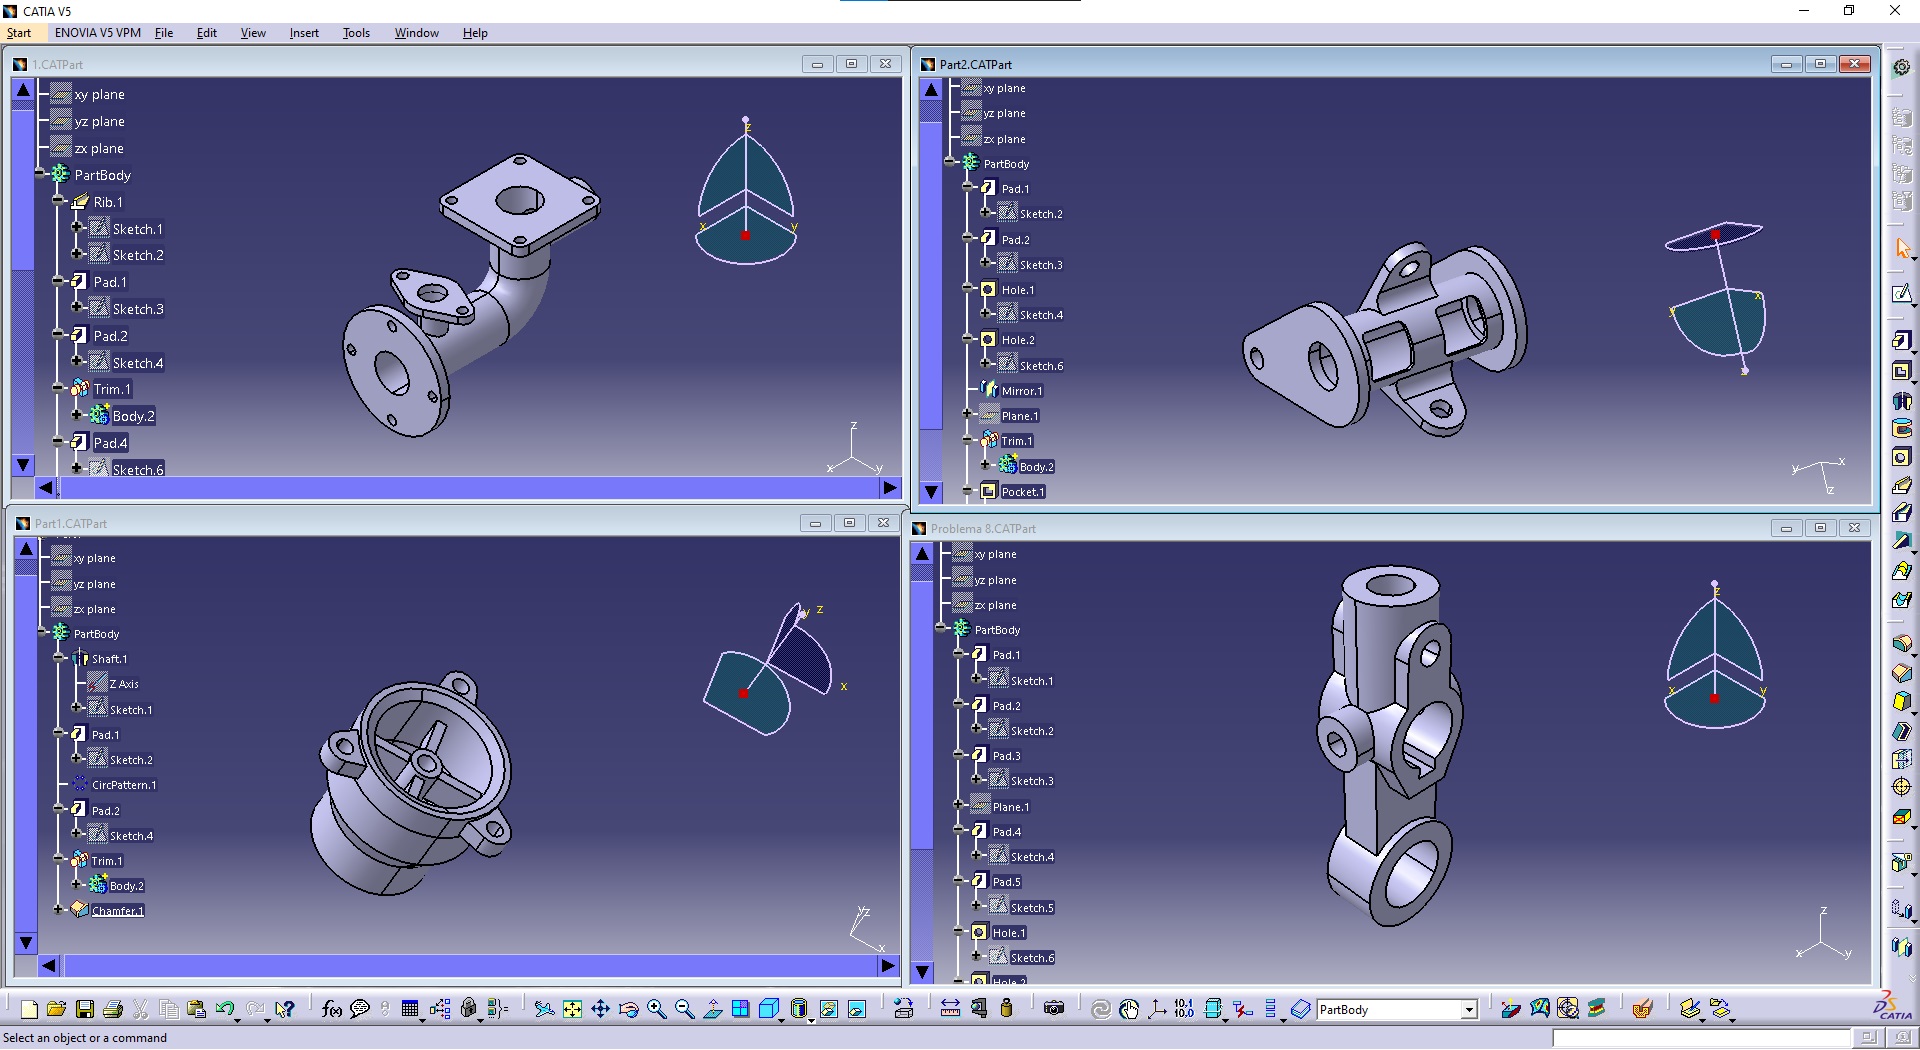 CATIA V5
Start ENOVIA V5 VPM File Edit View Insert Tools Window Help
1.CATPart
xy plane
yz plane
zx plane
PartBody
Rib.1
Sketch.1
Sketch.2
Pad.1
Sketch.3
Pad.2
Sketch.4
Trim.1
Body.2
Pad.4
Sketch.6
z
x
y
z
x
y
Part2.CATPart
xy plane
yz plane
zx plane
PartBody
Pad.1
Sketch.2
Pad.2
Sketch.3
Hole.1
Sketch.4
Hole.2
Sketch.6
Mirror.1
Plane.1
Trim.1
Body.2
Pocket.1
x
y
z
y
x
z
Part1.CATPart
xy plane
yz plane
zx plane
PartBody
Shaft.1
Z Axis
Sketch.1
Pad.1
Sketch.2
CircPattern.1
Pad.2
Sketch.4
Trim.1
Body.2
Chamfer.1
y z
x
y z
x
Problema 8.CATPart
xy plane
yz plane
zx plane
PartBody
Pad.1
Sketch.1
Pad.2
Sketch.2
Pad.3
Sketch.3
Plane.1
Pad.4
Sketch.4
Pad.5
Sketch.5
Hole.1
Sketch.6
Hole.2
z
x
y
z
x
y
f(x)
10.1
10.0
PartBody
CATIA
Select an object or a command